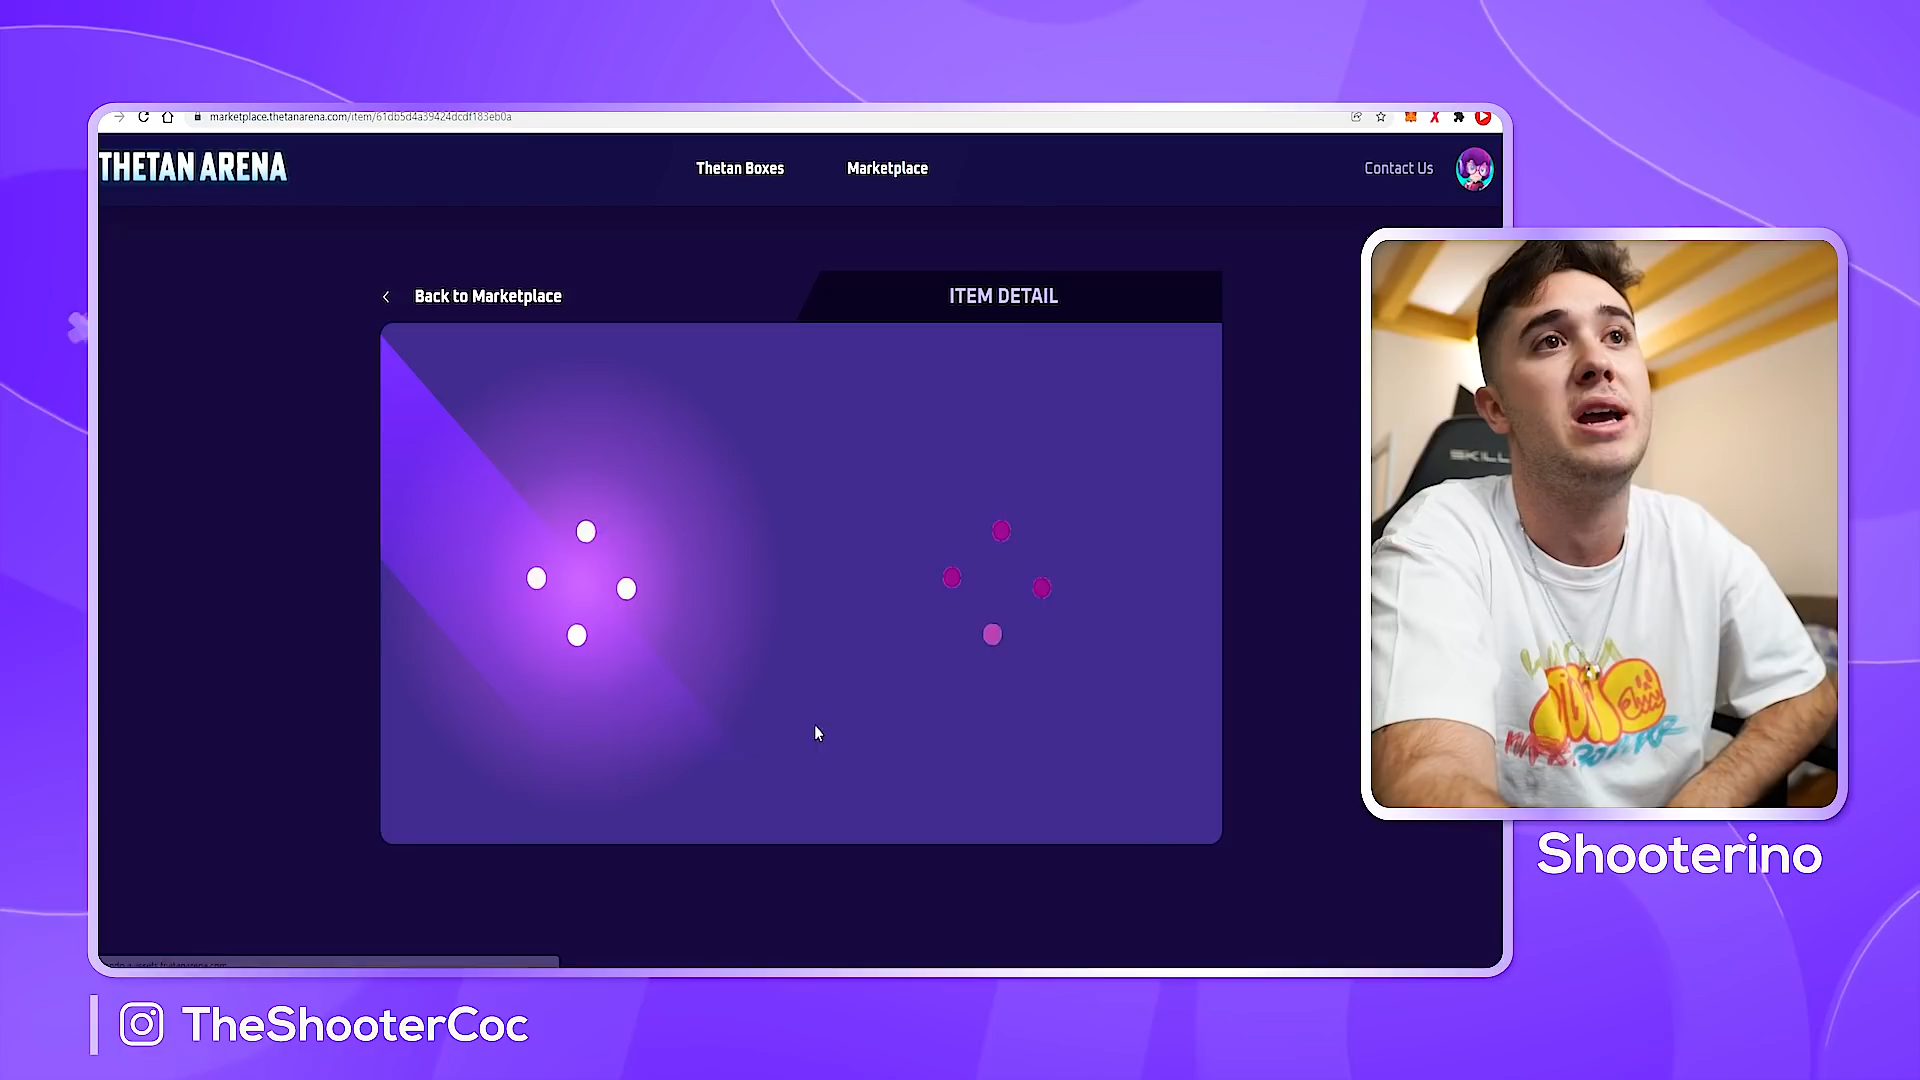 marketplace.thetanarena.com/item/61db5d4a39424dcdf183eb0a
THETAN ARENA
Thetan Boxes
Marketplace
Contact Us
Back to Marketplace
ITEM DETAIL
SKILL
Shooterino
TheShooterCoc